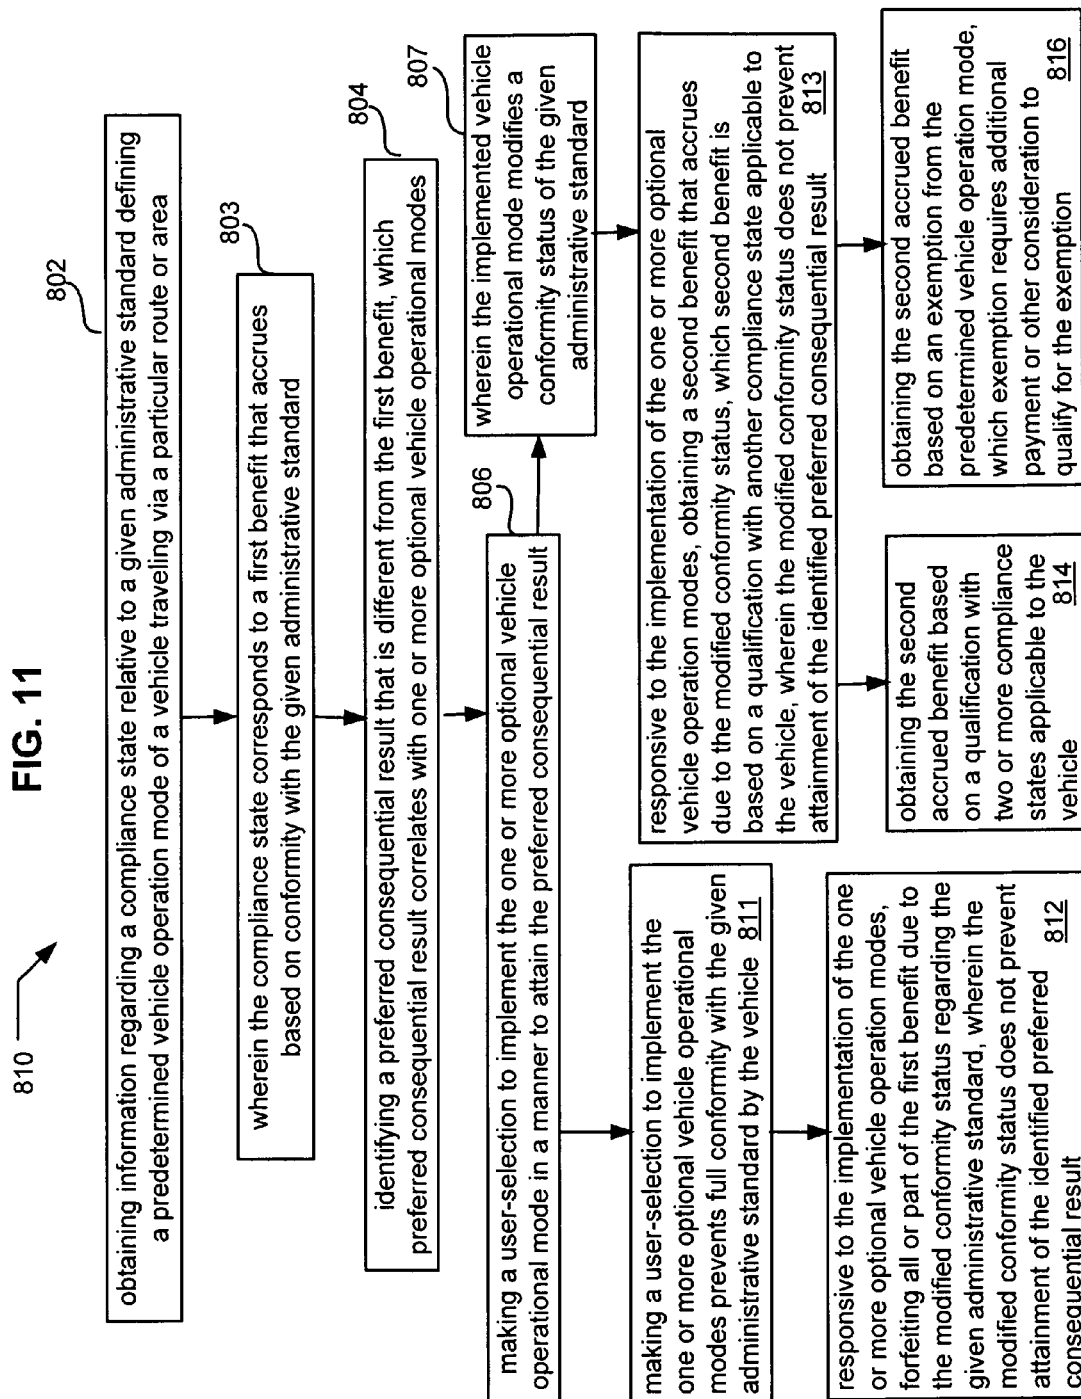 FIG. 11
810
802
obtaining information regarding a compliance state relative to a given administrative standard defining
a predetermined vehicle operation mode of a vehicle traveling via a particular route or area
803
wherein the compliance state corresponds to a first benefit that accrues
based on conformity with the given administrative standard
804
identifying a preferred consequential result that is different from the first benefit, which
preferred consequential result correlates with one or more optional vehicle operational modes
806
making a user-selection to implement the one or more optional vehicle
operational mode in a manner to attain the preferred consequential result
807
wherein the implemented vehicle
operational mode modifies a
conformity status of the given
administrative standard
making a user-selection to implement the
one or more optional vehicle operational
modes prevents full conformity with the given
administrative standard by the vehicle 811
responsive to the implementation of the one or more optional
vehicle operation modes, obtaining a second benefit that accrues
due to the modified conformity status, which second benefit is
based on a qualification with another compliance state applicable to
the vehicle, wherein the modified conformity status does not prevent
attainment of the identified preferred consequential result 813
responsive to the implementation of the one
or more optional vehicle operation modes,
forfeiting all or part of the first benefit due to
the modified conformity status regarding the
given administrative standard, wherein the
modified conformity status does not prevent
attainment of the identified preferred
consequential result 812
obtaining the second
accrued benefit based
on a qualification with
two or more compliance
states applicable to the
vehicle 814
obtaining the second accrued benefit
based on an exemption from the
predetermined vehicle operation mode,
which exemption requires additional
payment or other consideration to
qualify for the exemption 816